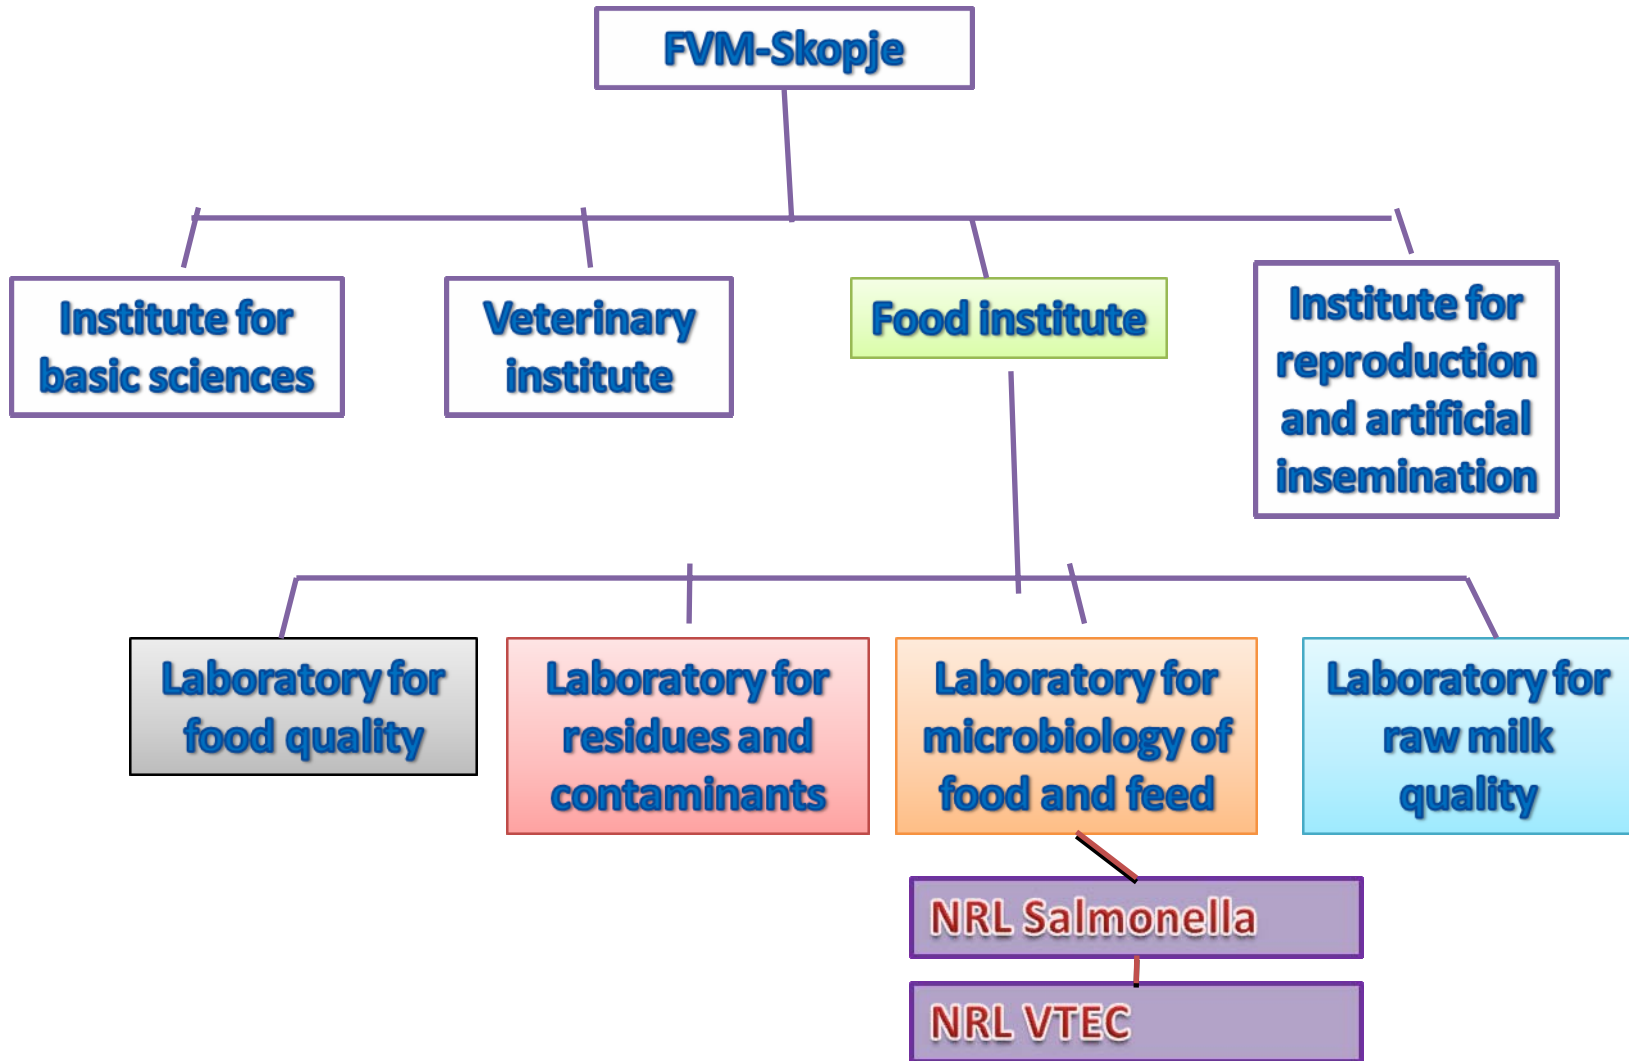 FVM-Skopje
Institute for
basic sciences
Veterinary
institute
Food institute
Institute for
reproduction
and artificial
insemination
Laboratory for
food quality
Laboratory for
residues and
contaminants
Laboratory for
microbiology of
food and feed
Laboratory for
raw milk
quality
NRL Salmonella
NRL VTEC